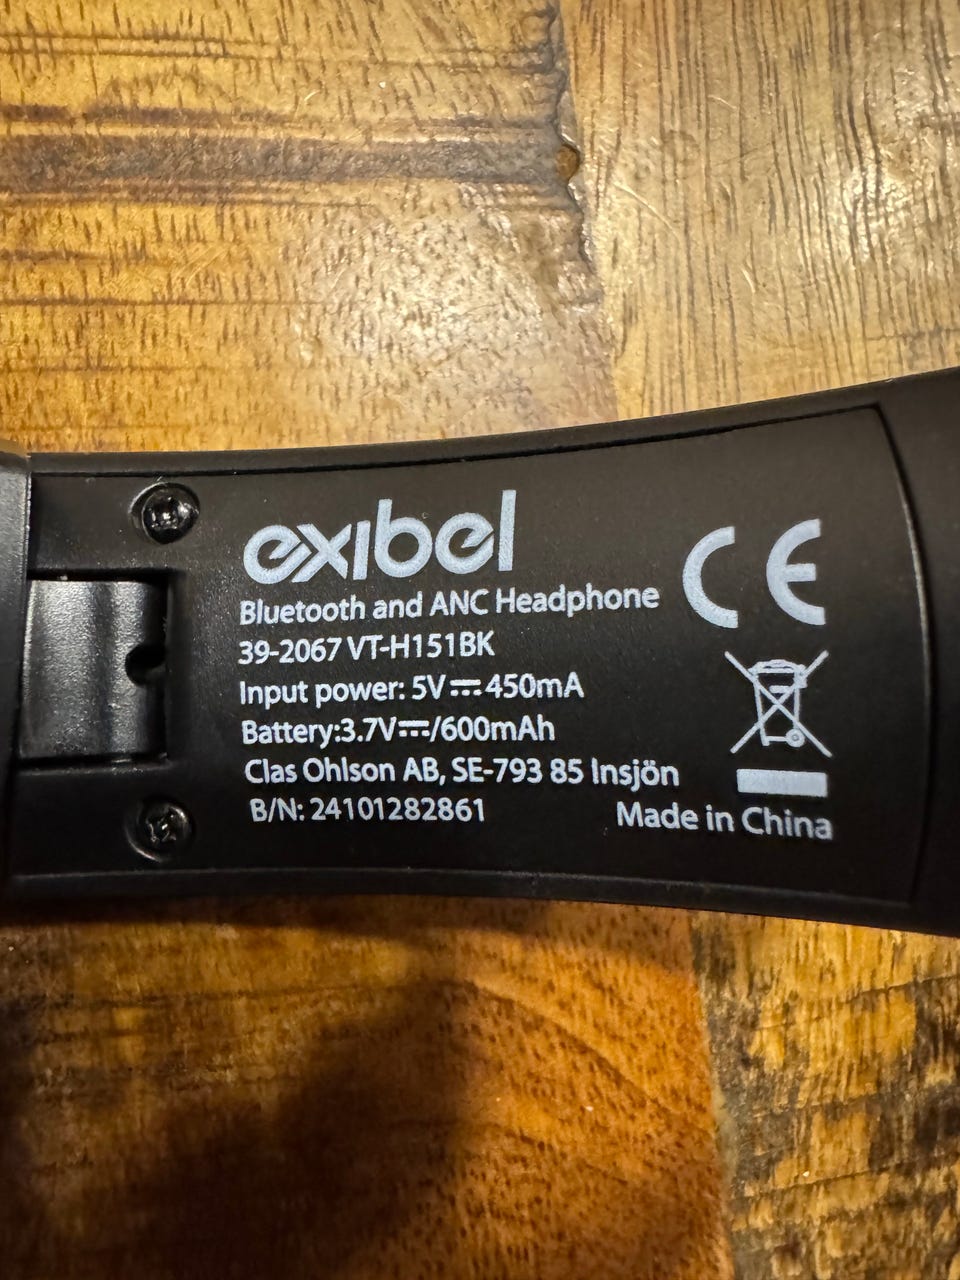 exibel
Bluetooth and ANC Headphone
39-2067 VT-H151BK
Input power: 5V⎓450mA
Battery:3.7V⎓/600mAh
Clas Ohlson AB, SE-793 85 Insjön
B/N: 24101282861
CE
Made in China